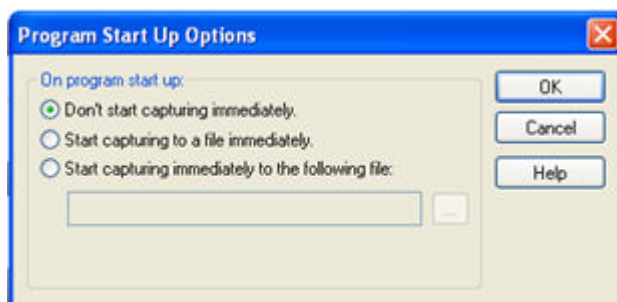 Program Start Up Options
On program start up:
Don't start capturing immediately.
Start capturing to a file immediately.
Start capturing immediately to the following file:
...
OK
Cancel
Help